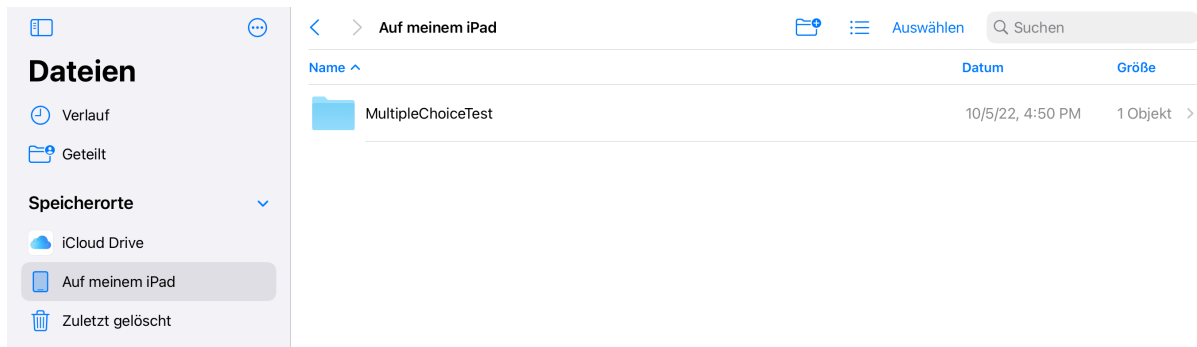 Dateien
Verlauf
Geteilt
Speicherorte
iCloud Drive
Auf meinem iPad
Zuletzt gelöscht
Auf meinem iPad
Auswählen
Suchen
Name Datum Größe
MultipleChoiceTest 10/5/22, 4:50 PM 1 Objekt